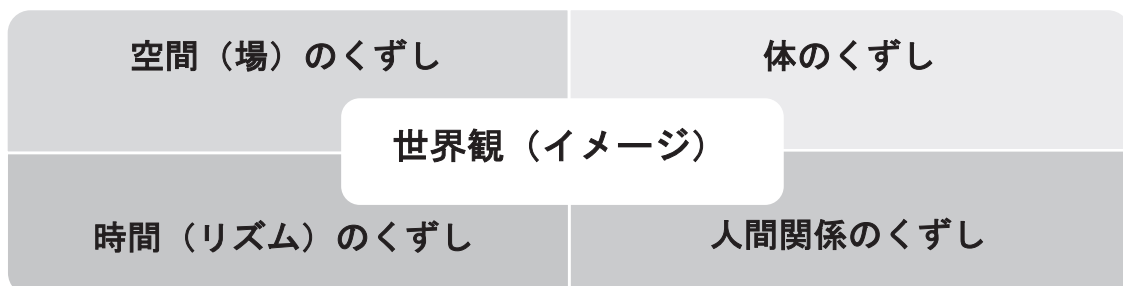 空間（場）のくずし
体のくずし
世界観（イメージ）
時間（リズム）のくずし
人間関係のくずし